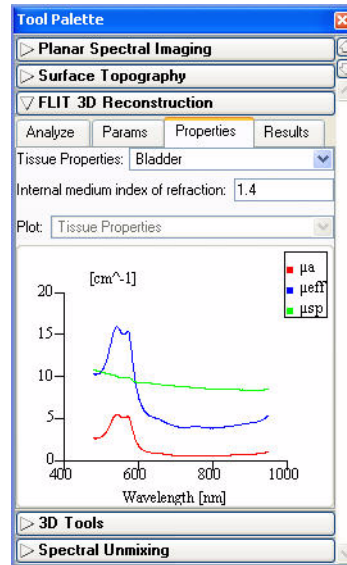 Tool Palette
Planar Spectral Imaging
Surface Topography
FLIT 3D Reconstruction
Analyze Params Properties Results
Tissue Properties: Bladder
Internal medium index of refraction: 1.4
Plot: Tissue Properties
[cm^-1]
μa
μeff
μsp
20
15
10
5
0
400 600 800 1000
Wavelength [nm]
3D Tools
Spectral Unmixing